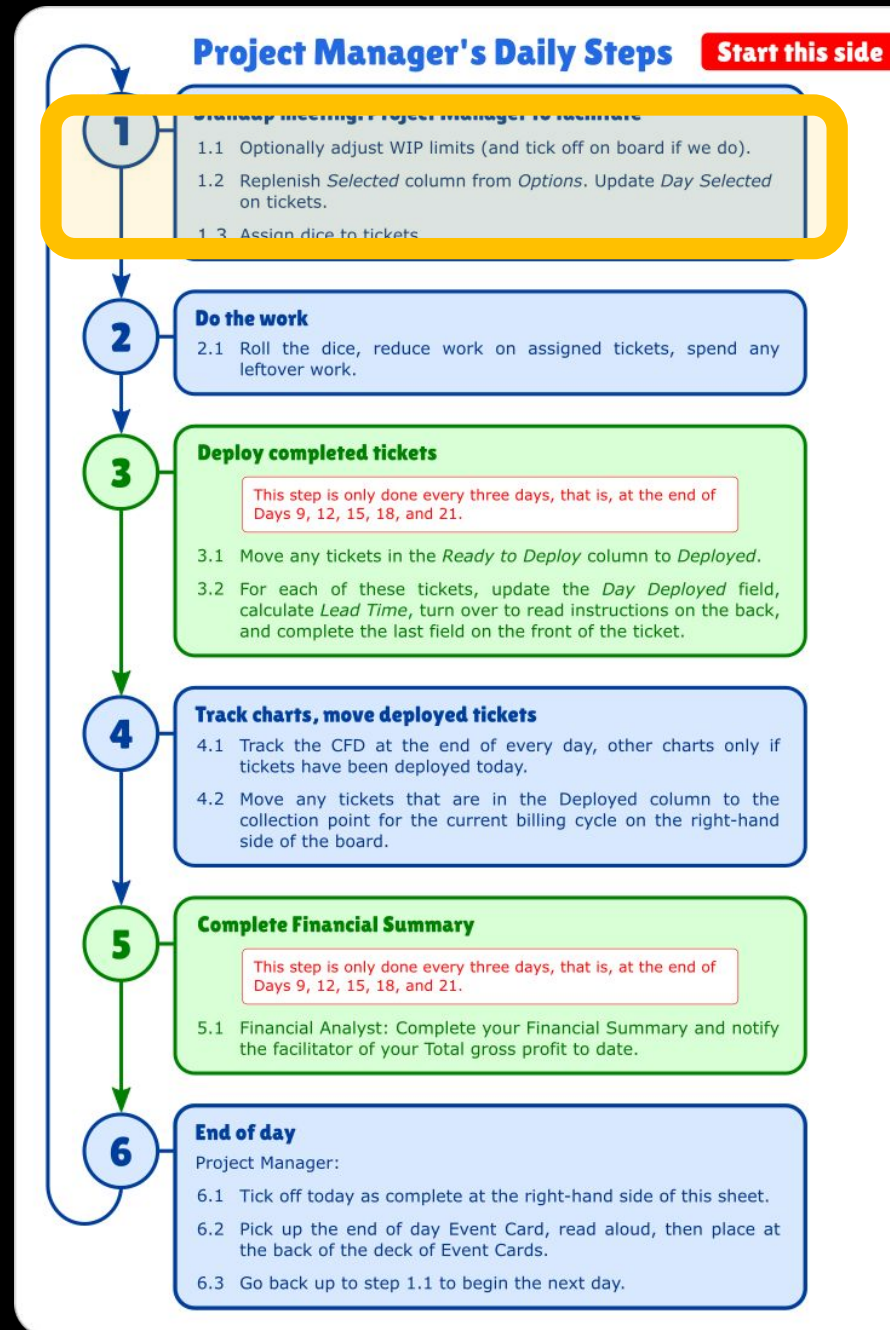 Project Manager's Daily Steps
Start this side
1
Standup meeting: Project Manager to facilitate
1.1 Optionally adjust WIP limits (and tick off on board if we do).
1.2 Replenish Selected column from Options. Update Day Selected
on tickets.
1.3 Assign dice to tickets
2
Do the work
2.1 Roll the dice, reduce work on assigned tickets, spend any
leftover work.
3
Deploy completed tickets
This step is only done every three days, that is, at the end of
Days 9, 12, 15, 18, and 21.
3.1 Move any tickets in the Ready to Deploy column to Deployed.
3.2 For each of these tickets, update the Day Deployed field,
calculate Lead Time, turn over to read instructions on the back,
and complete the last field on the front of the ticket.
4
Track charts, move deployed tickets
4.1 Track the CFD at the end of every day, other charts only if
tickets have been deployed today.
4.2 Move any tickets that are in the Deployed column to the
collection point for the current billing cycle on the right-hand
side of the board.
5
Complete Financial Summary
This step is only done every three days, that is, at the end of
Days 9, 12, 15, 18, and 21.
5.1 Financial Analyst: Complete your Financial Summary and notify
the facilitator of your Total gross profit to date.
6
End of day
Project Manager:
6.1 Tick off today as complete at the right-hand side of this sheet.
6.2 Pick up the end of day Event Card, read aloud, then place at
the back of the deck of Event Cards.
6.3 Go back up to step 1.1 to begin the next day.